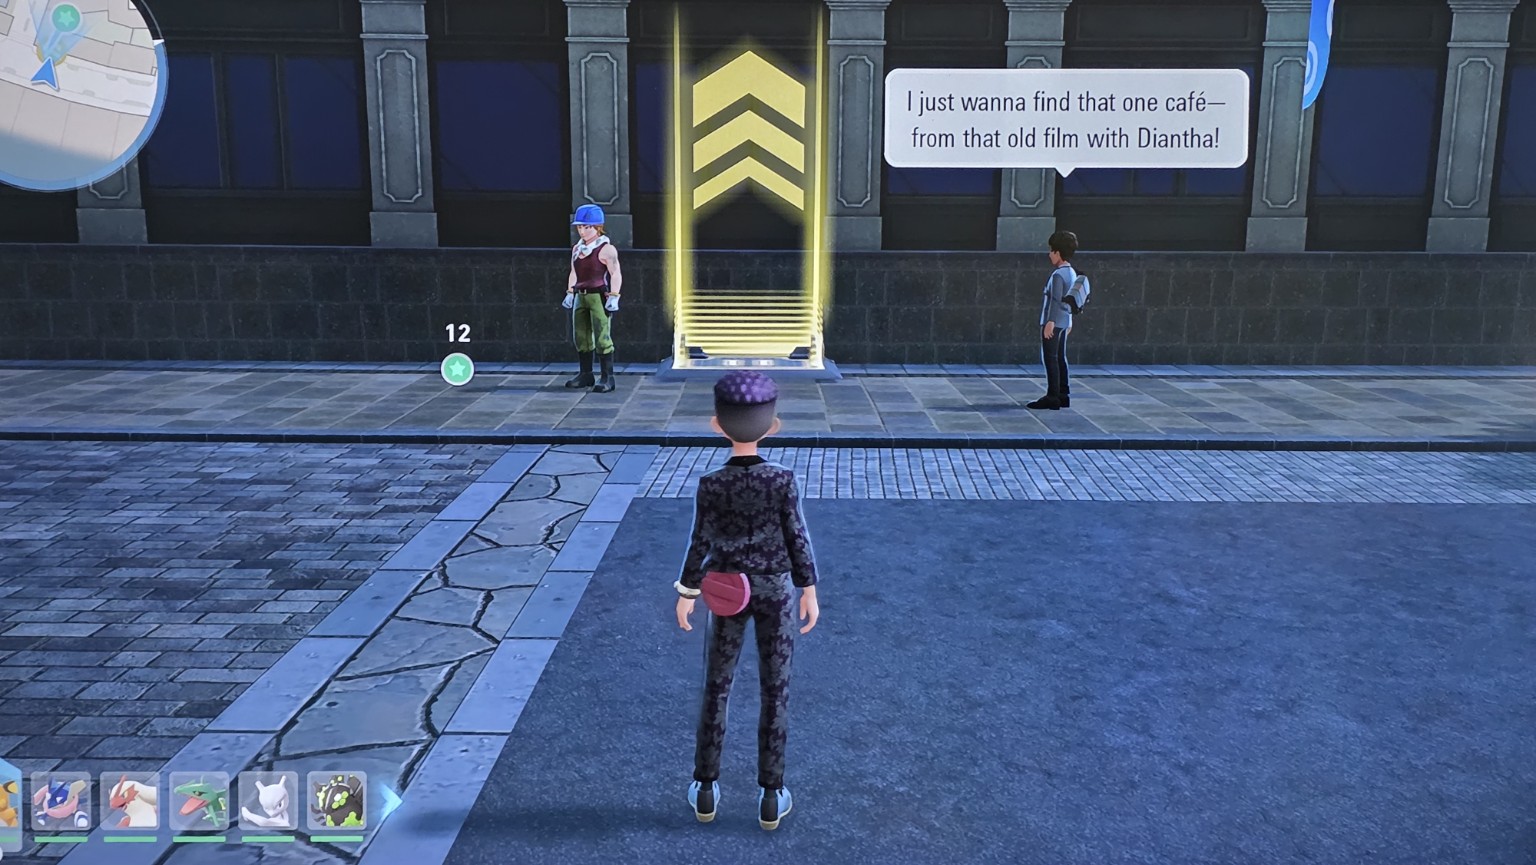 I just wanna find that one café—
from that old film with Diantha!
12